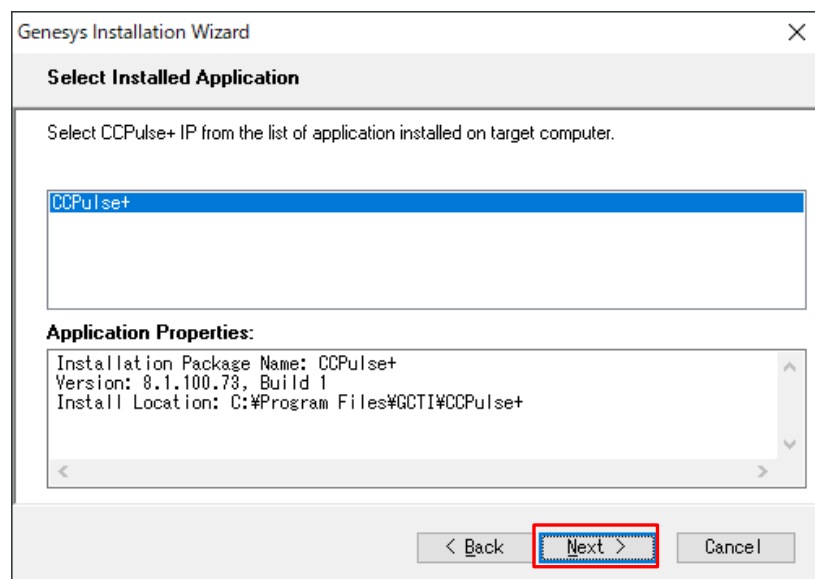 Genesys Installation Wizard
Select Installed Application
Select CCPulse+ IP from the list of application installed on target computer.
CCPulse+
Application Properties:
Installation Package Name: CCPulse+
Version: 8.1.100.73, Build 1
Install Location: C:¥Program Files¥GCTI¥CCPulse+
< Back
Next >
Cancel